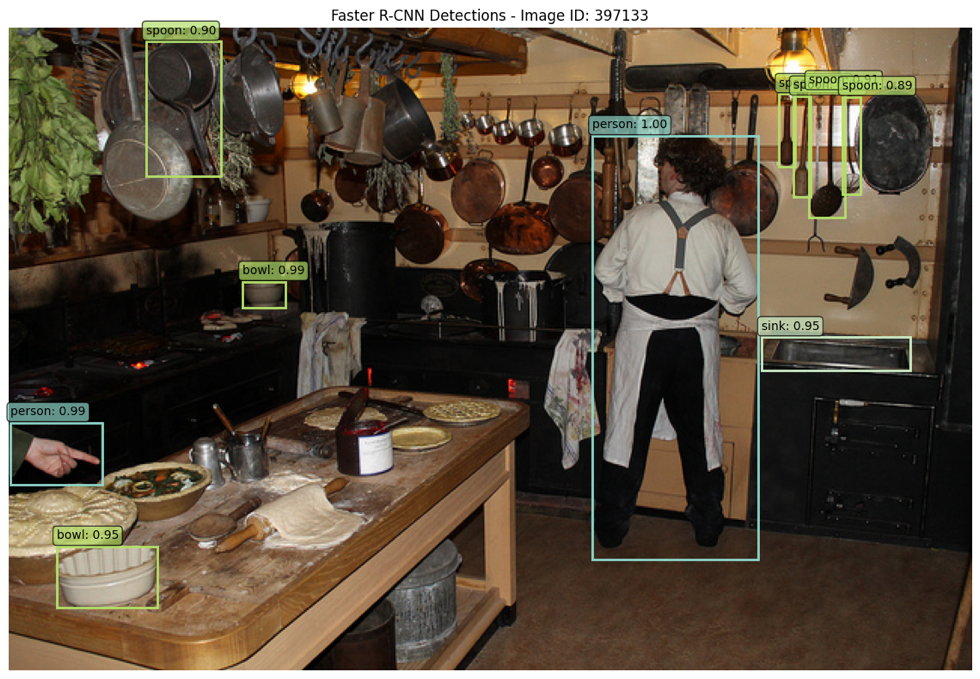 Faster R-CNN Detections - Image ID: 397133
spoon: 0.90
spoon: 0.89
person: 1.00
bowl: 0.99
sink: 0.95
person: 0.99
bowl: 0.95